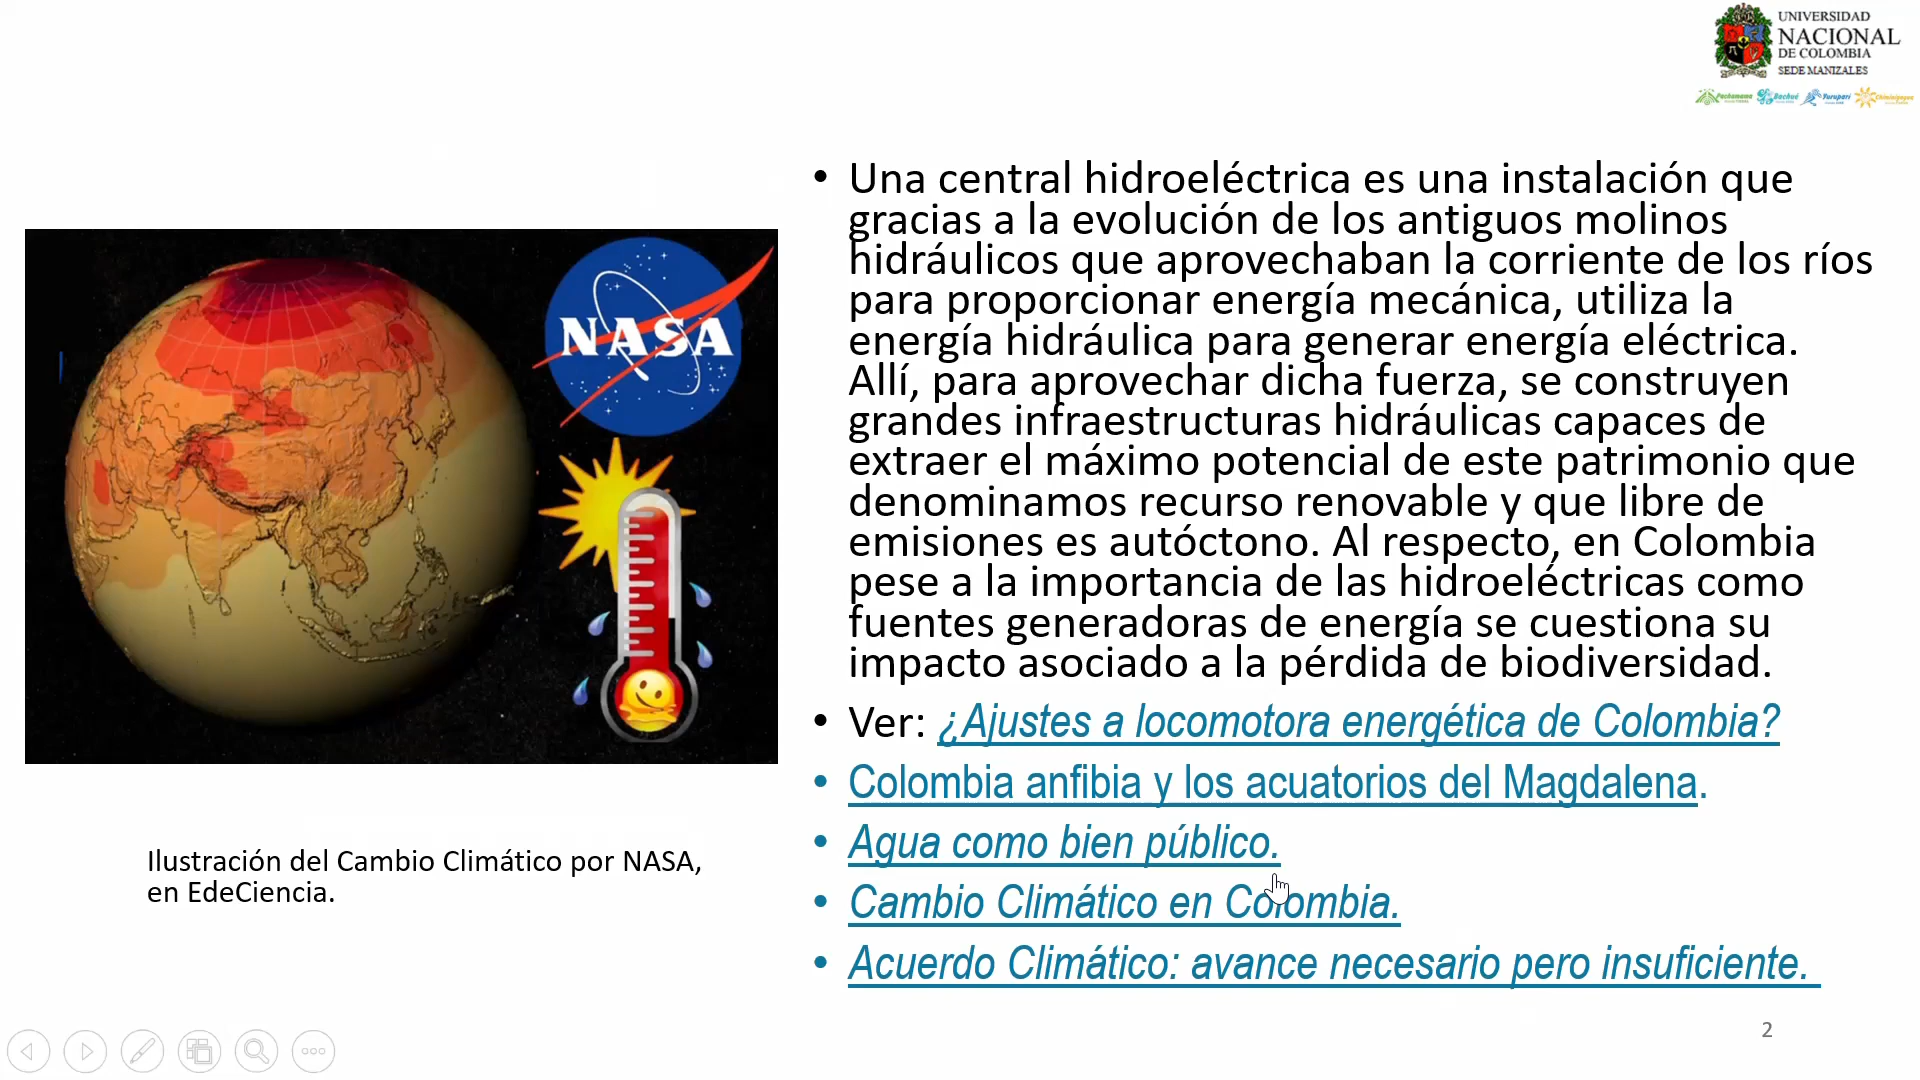 UNIVERSIDAD
NACIONAL
DE COLOMBIA
SEDE MANIZALES
Pachamama Bachué Yuruparí Chiminigagua
NASA
Ilustración del Cambio Climático por NASA,
en EdeCiencia.
• Una central hidroeléctrica es una instalación que
gracias a la evolución de los antiguos molinos
hidráulicos que aprovechaban la corriente de los ríos
para proporcionar energía mecánica, utiliza la
energía hidráulica para generar energía eléctrica.
Allí, para aprovechar dicha fuerza, se construyen
grandes infraestructuras hidráulicas capaces de
extraer el máximo potencial de este patrimonio que
denominamos recurso renovable y que libre de
emisiones es autóctono. Al respecto, en Colombia
pese a la importancia de las hidroeléctricas como
fuentes generadoras de energía se cuestiona su
impacto asociado a la pérdida de biodiversidad.
• Ver: ¿Ajustes a locomotora energética de Colombia?
• Colombia anfibia y los acuatorios del Magdalena.
• Agua como bien público.
• Cambio Climático en Colombia.
• Acuerdo Climático: avance necesario pero insuficiente.
2